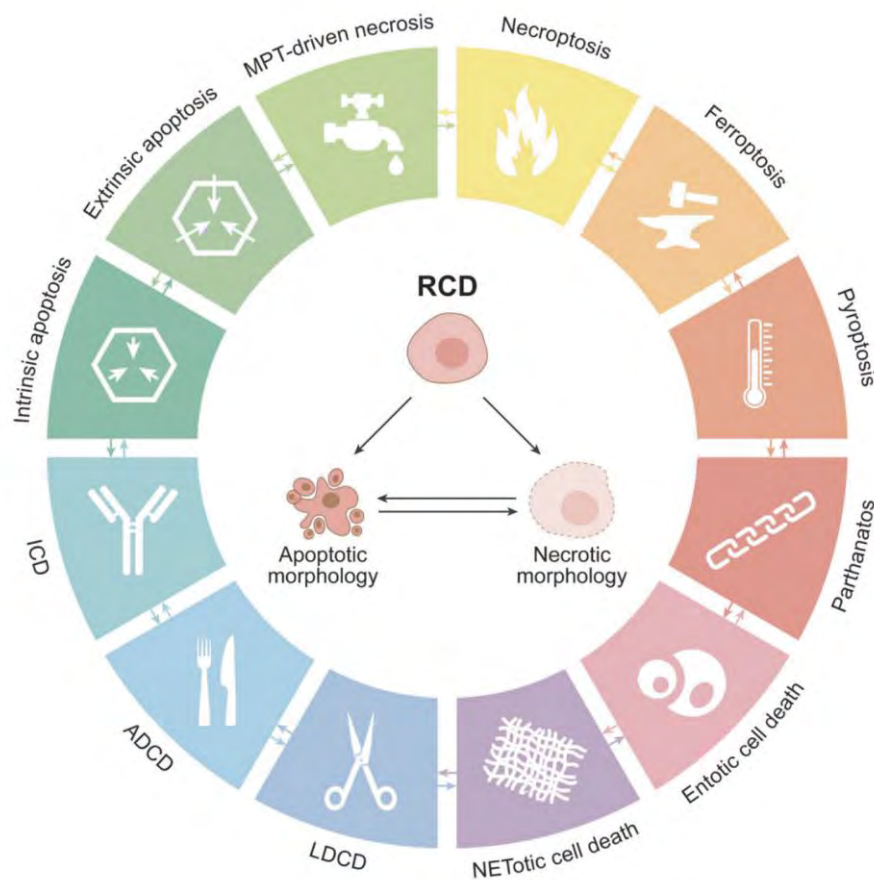 MPT-driven necrosis
Necroptosis
Ferroptosis
Pyroptosis
Parthanatos
Entotic cell death
NETotic cell death
LDCD
ADCD
ICD
Intrinsic apoptosis
Extrinsic apoptosis
RCD
Apoptotic
morphology
Necrotic
morphology